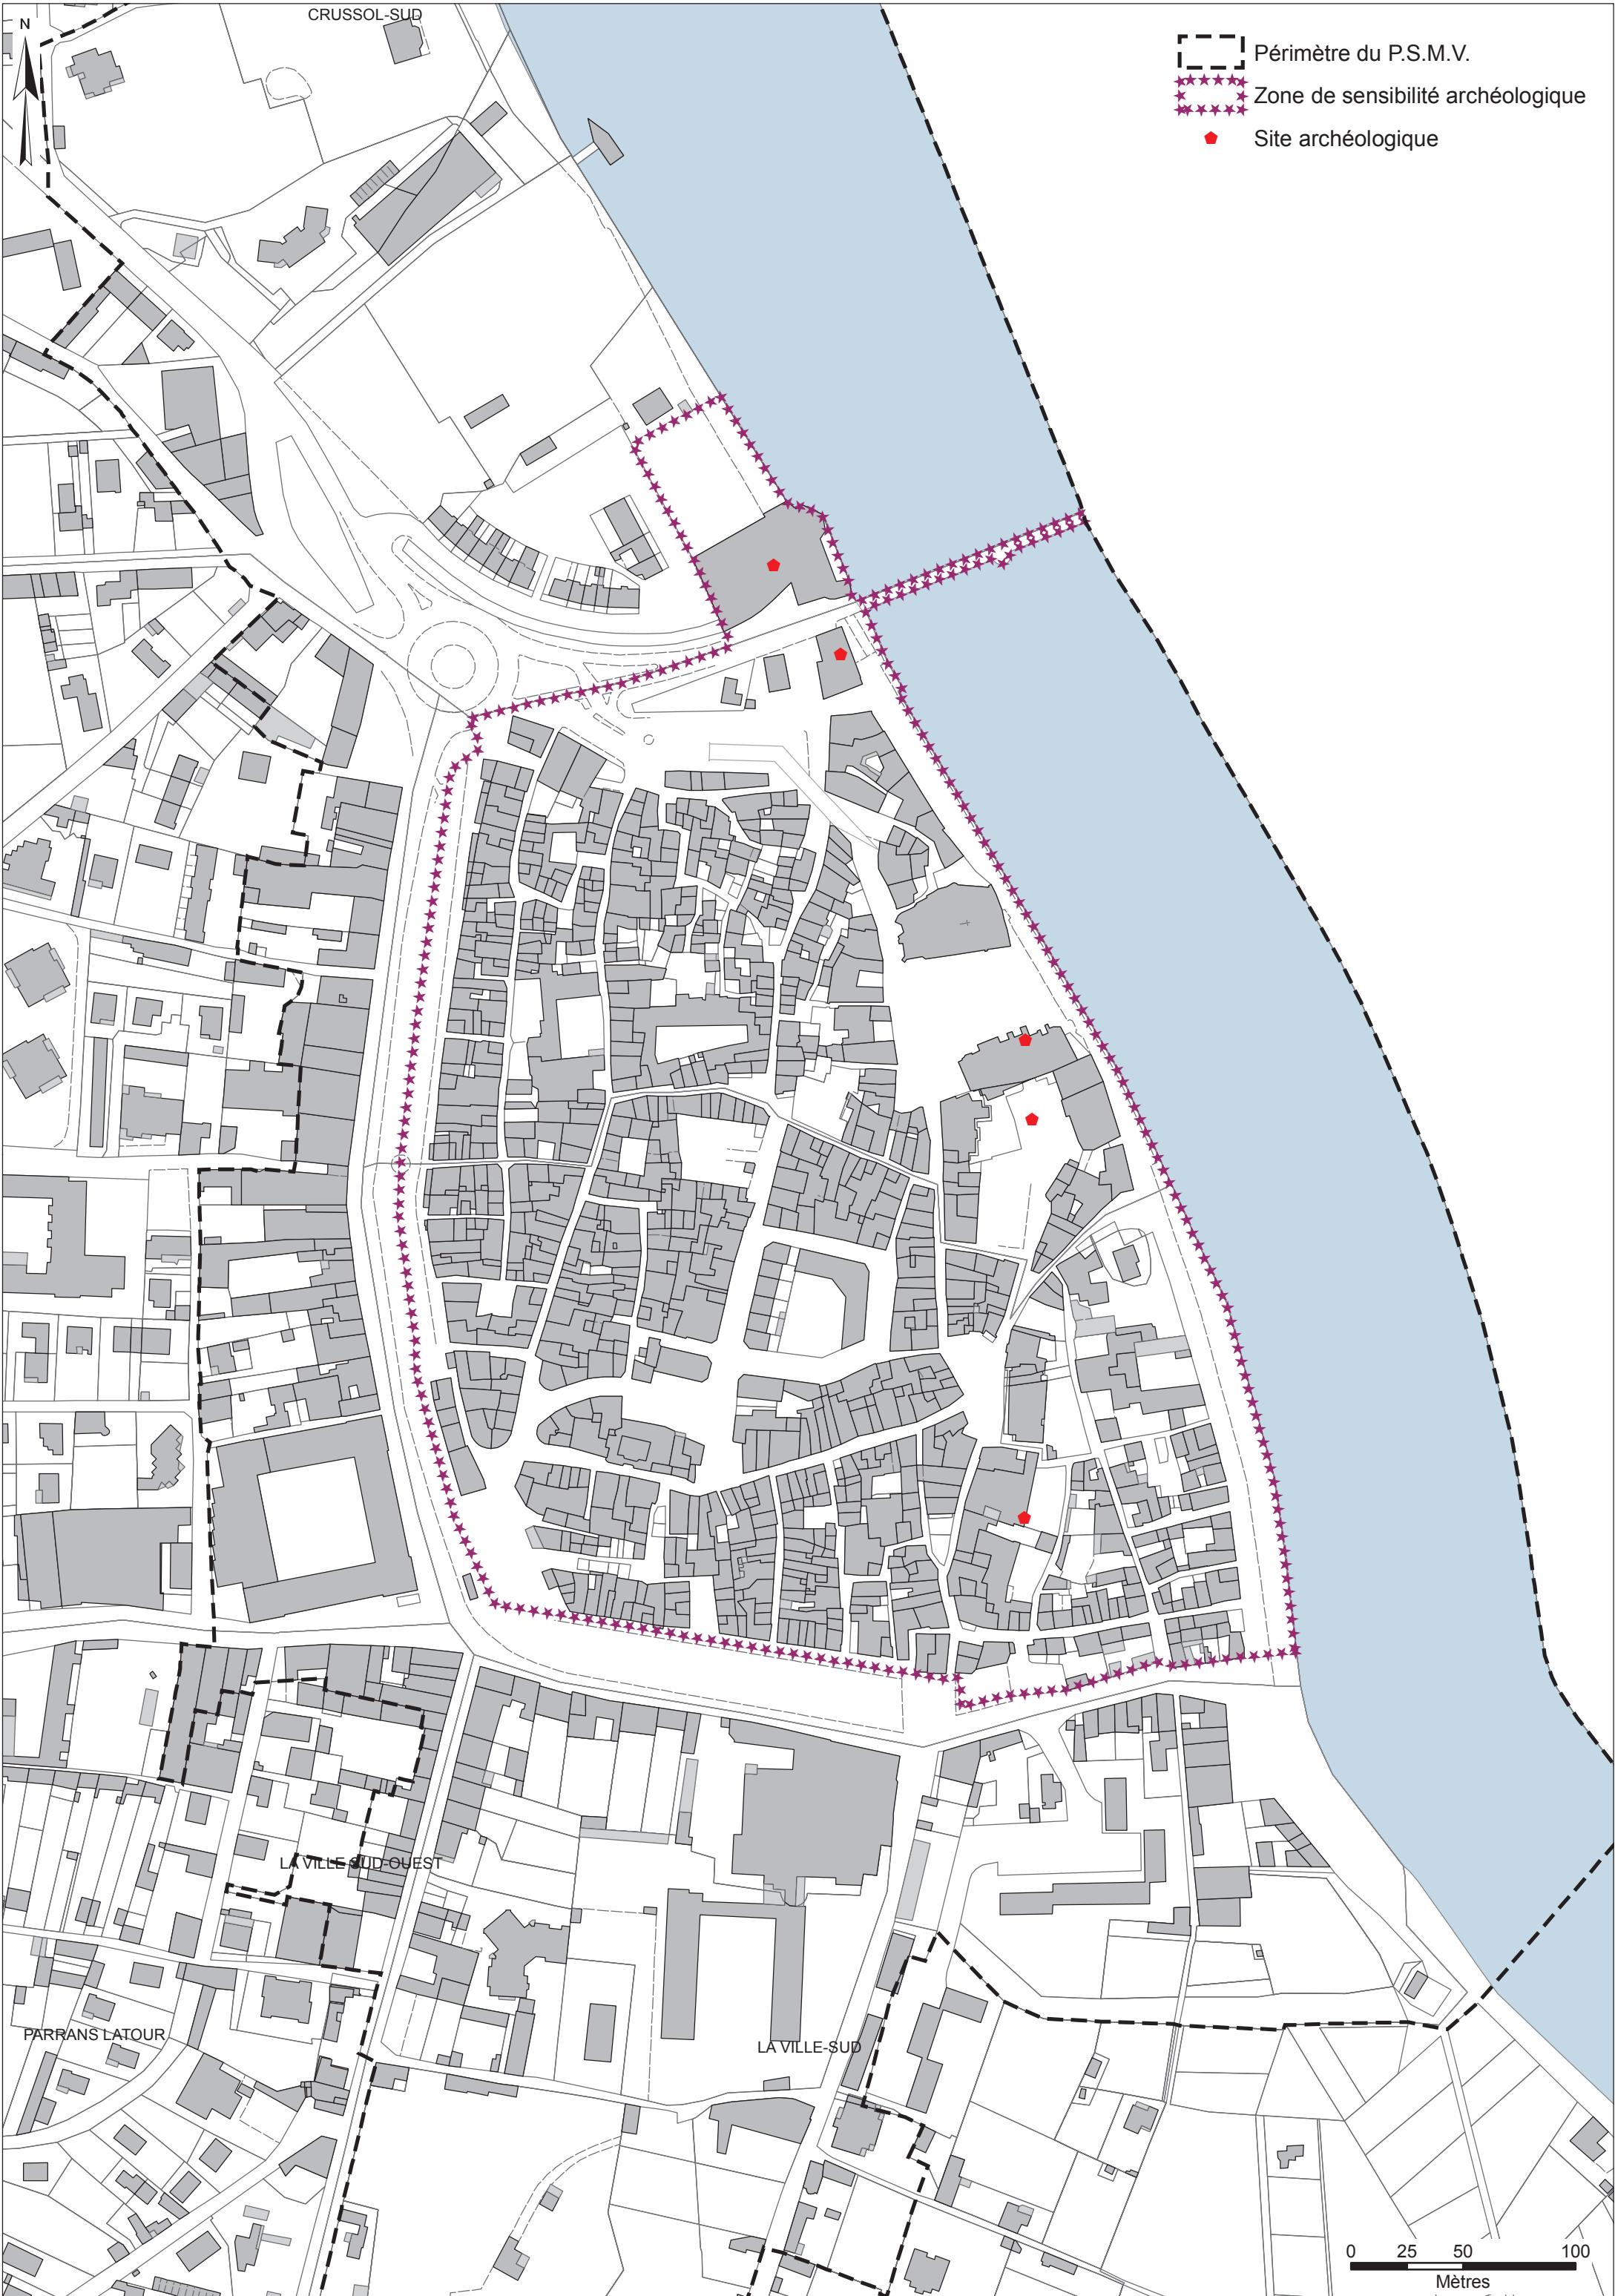 CRUSSOL-SUD
N
Périmètre du P.S.M.V.
Zone de sensibilité archéologique
Site archéologique
LA VILLE SUD-OUEST
PARRANS LATOUR
LA VILLE-SUD
0 25 50 100
Mètres